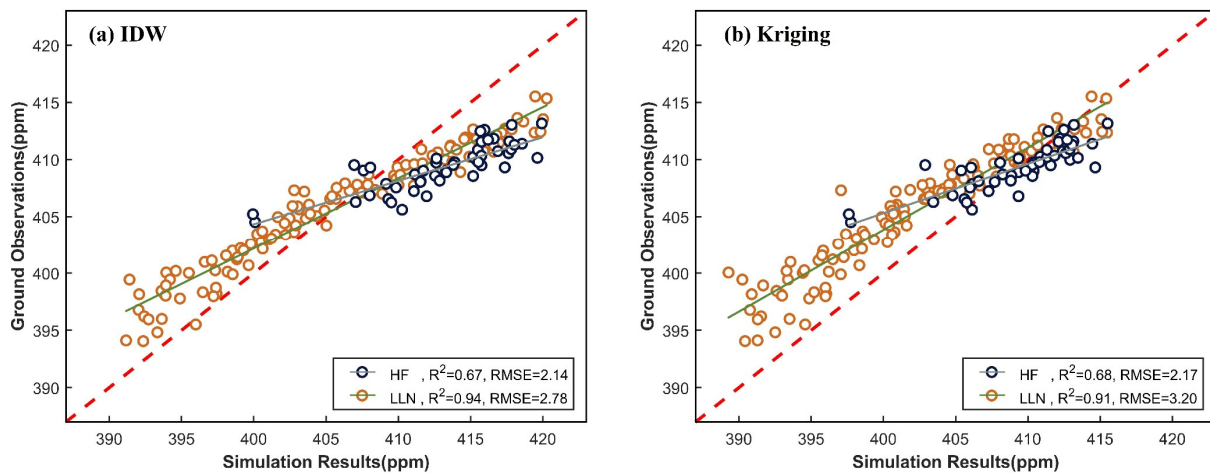 (a) IDW
420
415
410
405
400
395
390
Ground Observations(ppm)
HF , R²=0.67, RMSE=2.14
LLN , R²=0.94, RMSE=2.78
390 395 400 405 410 415 420
Simulation Results(ppm)
(b) Kriging
420
415
410
405
400
395
390
Ground Observations(ppm)
HF , R²=0.68, RMSE=2.17
LLN , R²=0.91, RMSE=3.20
390 395 400 405 410 415 420
Simulation Results(ppm)